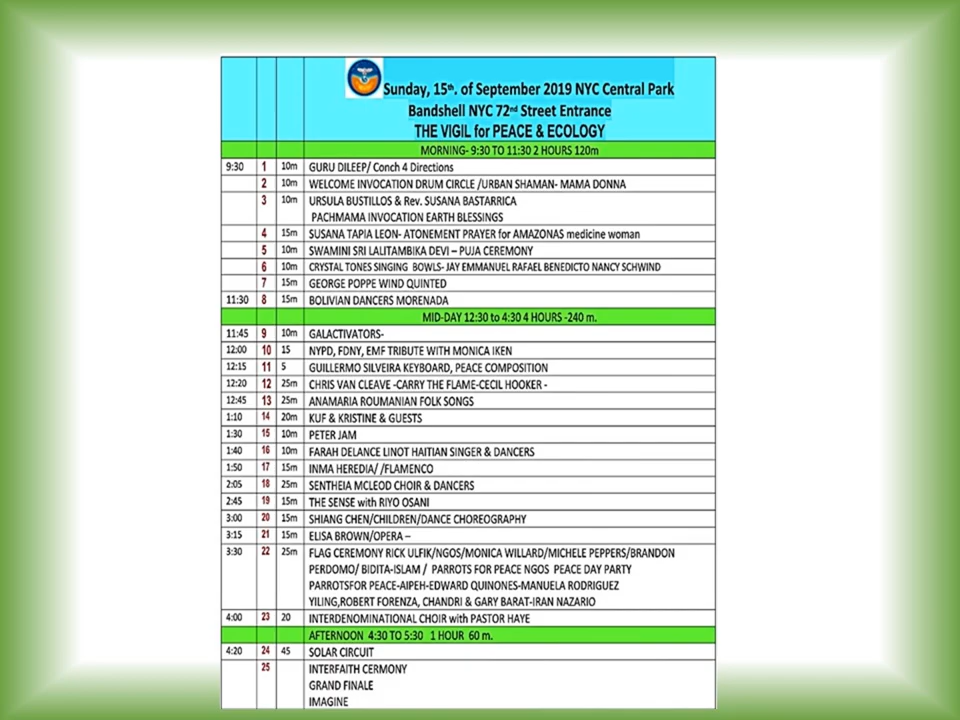 Sunday, 15th. of September 2019 NYC Central Park
Bandshell NYC 72nd Street Entrance
THE VIGIL for PEACE & ECOLOGY
MORNING- 9:30 TO 11:30 2 HOURS 120m
9:30 1 10m GURU DILEEP/ Conch 4 Directions
2 10m WELCOME INVOCATION DRUM CIRCLE /URBAN SHAMAN- MAMA DONNA
3 10m URSULA BUSTILLOS & Rev. SUSANA BASTARRICA
PACHMAMA INVOCATION EARTH BLESSINGS
4 15m SUSANA TAPIA LEON- ATONEMENT PRAYER for AMAZONAS medicine woman
5 10m SWAMINI SRI LALITAMBIKA DEVI – PUJA CEREMONY
6 10m CRYSTAL TONES SINGING BOWLS- JAY EMMANUEL RAFAEL BENEDICTO NANCY SCHWIND
7 15m GEORGE POPPE WIND QUINTED
11:30 8 15m BOLIVIAN DANCERS MORENADA
MID-DAY 12:30 to 4:30 4 HOURS -240 m.
11:45 9 10m GALACTIVATORS-
12:00 10 15 NYPD, FDNY, EMF TRIBUTE WITH MONICA IKEN
12:15 11 5 GUILLERMO SILVEIRA KEYBOARD, PEACE COMPOSITION
12:20 12 25m CHRIS VAN CLEAVE -CARRY THE FLAME-CECIL HOOKER -
12:45 13 25m ANAMARIA ROUMANIAN FOLK SONGS
1:10 14 20m KUF & KRISTINE & GUESTS
1:30 15 10m PETER JAM
1:40 16 10m FARAH DELANCE LINOT HAITIAN SINGER & DANCERS
1:50 17 15m INMA HEREDIA/ /FLAMENCO
2:05 18 25m SENTHEIA MCLEOD CHOIR & DANCERS
2:45 19 15m THE SENSE with RIYO OSANI
3:00 20 15m SHIANG CHEN/CHILDREN/DANCE CHOREOGRAPHY
3:15 21 15m ELISA BROWN/OPERA –
3:30 22 25m FLAG CEREMONY RICK ULFIK/NGOS/MONICA WILLARD/MICHELE PEPPERS/BRANDON
PERDOMO/ BIDITA-ISLAM / PARROTS FOR PEACE NGOS PEACE DAY PARTY
PARROTSFOR PEACE-AIPEH-EDWARD QUINONES-MANUELA RODRIGUEZ
YILING,ROBERT FORENZA, CHANDRI & GARY BARAT-IRAN NAZARIO
4:00 23 20 INTERDENOMINATIONAL CHOIR with PASTOR HAYE
AFTERNOON 4:30 TO 5:30 1 HOUR 60 m.
4:20 24 45 SOLAR CIRCUIT
25 INTERFAITH CERMONY
GRAND FINALE
IMAGINE